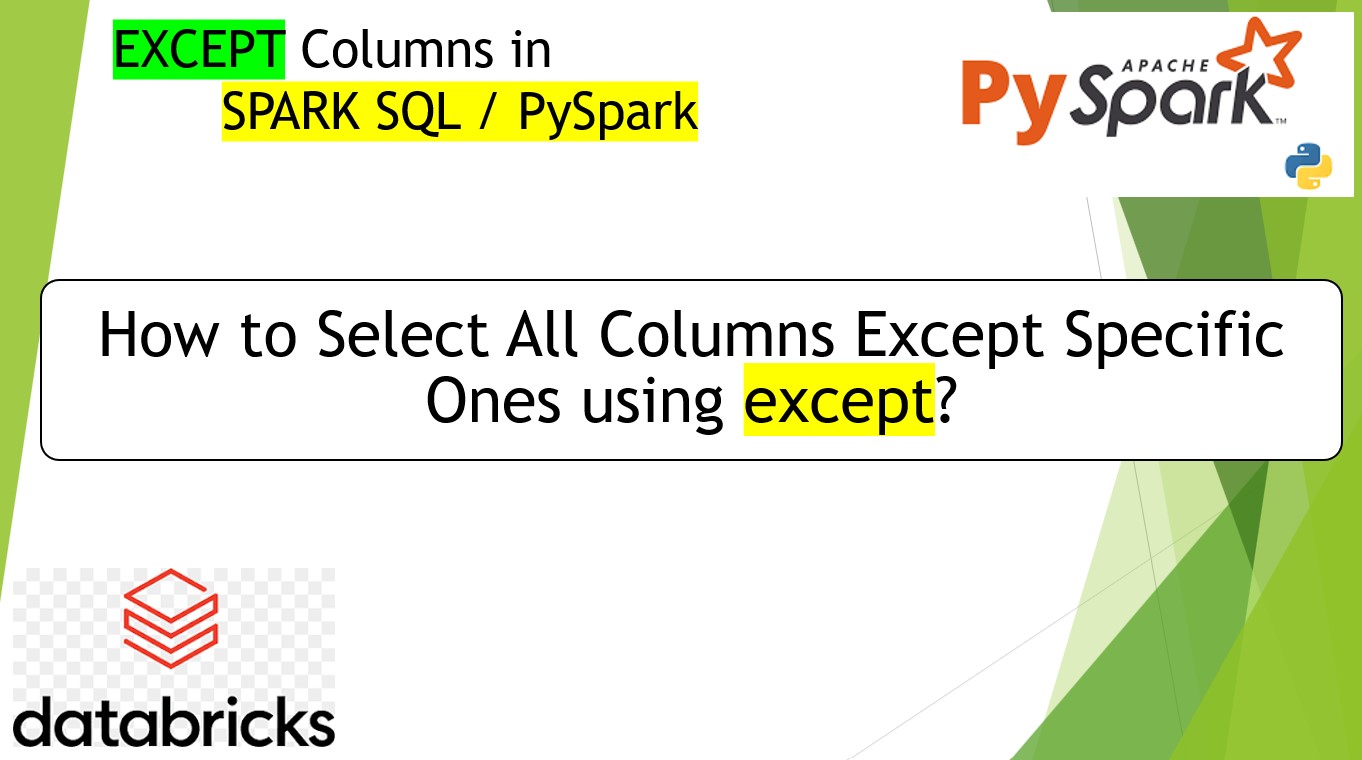 EXCEPT Columns in
SPARK SQL / PySpark
APACHE
PySpark™
How to Select All Columns Except Specific
Ones using except?
databricks